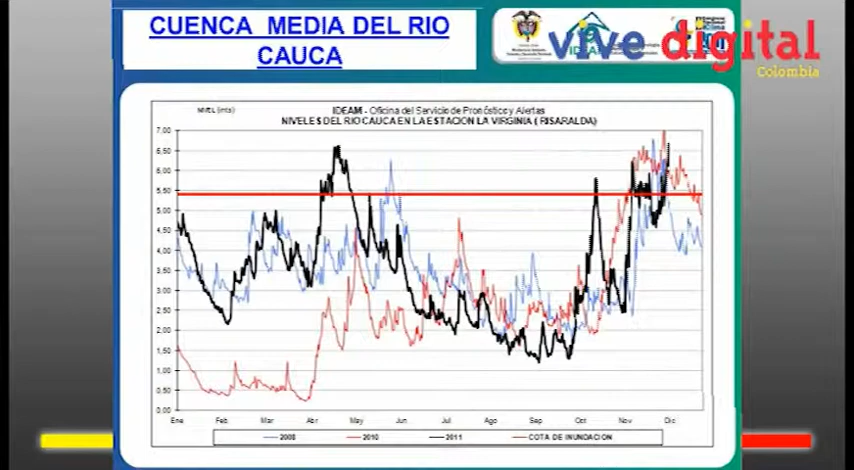 CUENCA MEDIA DEL RIO
CAUCA
vive digital
Colombia
NIVEL (mts)
IDEAM - Oficina del Servicio de Pronóstico y Alertas
NIVELES DEL RIO CAUCA EN LA ESTACION LA VIRGINIA ( RISARALDA)
7,00
6,50
6,00
5,50
5,00
4,50
4,00
3,50
3,00
2,50
2,00
1,50
1,00
0,50
0,00
Ene Feb Mar Abr May Jun Jul Ago Sep Oct Nov Dic
2008 2010 2011 COTA DE INUNDACION